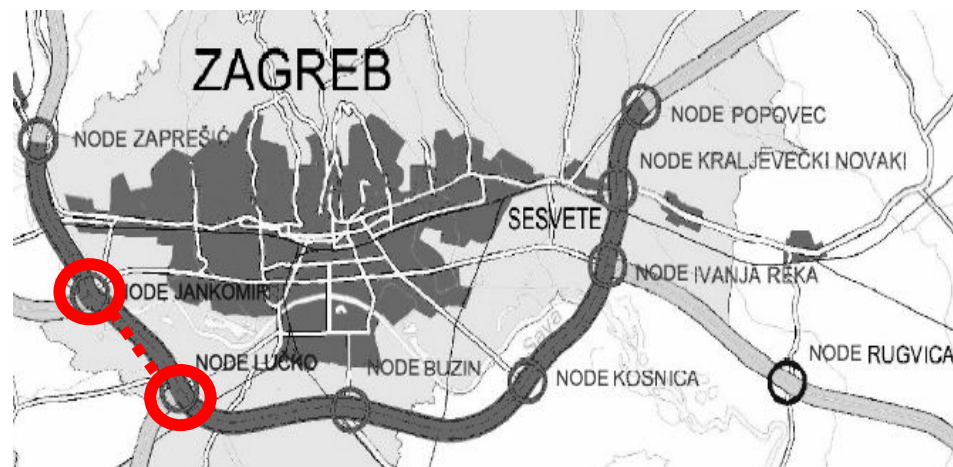 ZAGREB
NODE POPOVEC
NODE ZAPREŠIĆ
NODE KRALJEVEČKI NOVAKI
SESVETE
NODE IVANJA REKA
NODE JANKOMIR
Sava
NODE LUČKO
NODE BUZIN
NODE RUGVICA
NODE KOSNICA